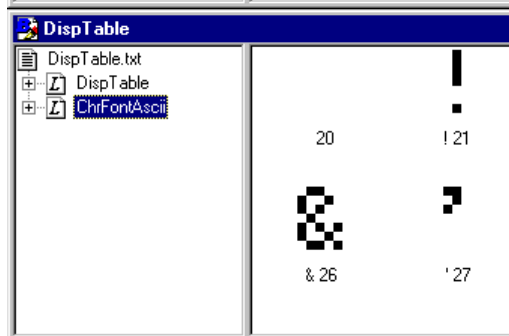 DispTable
DispTable.txt
DispTable
ChrFontAscii
!
20 ! 21
& '
& 26 ' 27